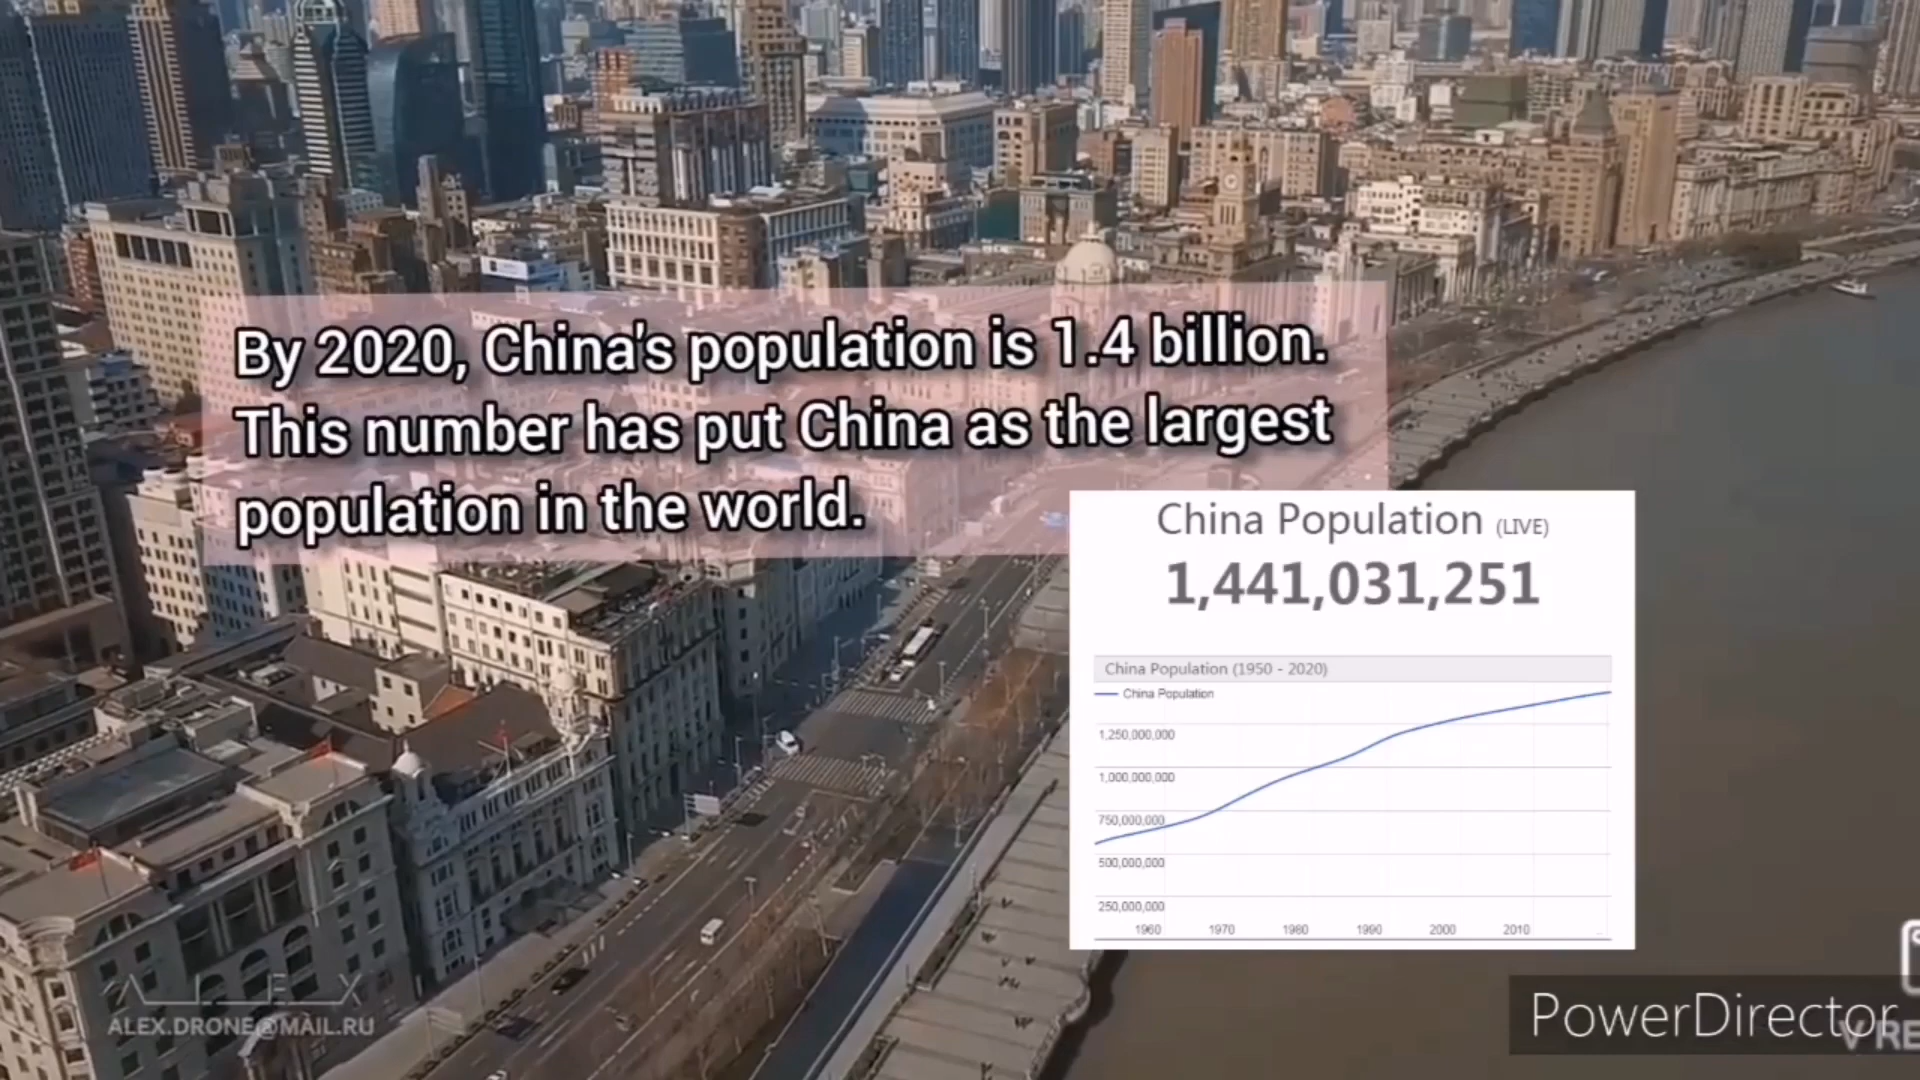 By 2020, China's population is 1.4 billion.
This number has put China as the largest
population in the world.
China Population (LIVE)
1,441,031,251
China Population (1950 - 2020)
China Population
1,250,000,000
1,000,000,000
750,000,000
500,000,000
250,000,000
1960 1970 1980 1990 2000 2010
ALEX
ALEX.DRONE@MAIL.RU
PowerDirector